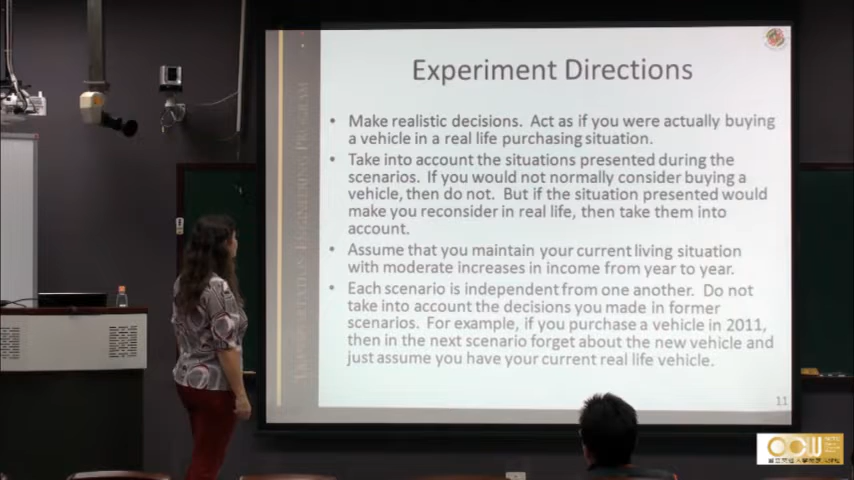 Experiment Directions
• Make realistic decisions. Act as if you were actually buying
a vehicle in a real life purchasing situation.
• Take into account the situations presented during the
scenarios. If you would not normally consider buying a
vehicle, then do not. But if the situation presented would
make you reconsider in real life, then take them into
account.
• Assume that you maintain your current living situation
with moderate increases in income from year to year.
• Each scenario is independent from one another. Do not
take into account the decisions you made in former
scenarios. For example, if you purchase a vehicle in 2011,
then in the next scenario forget about the new vehicle and
just assume you have your current real life vehicle.
11
TRANSPORTATION ENGINEERING PROGRAM
OCW